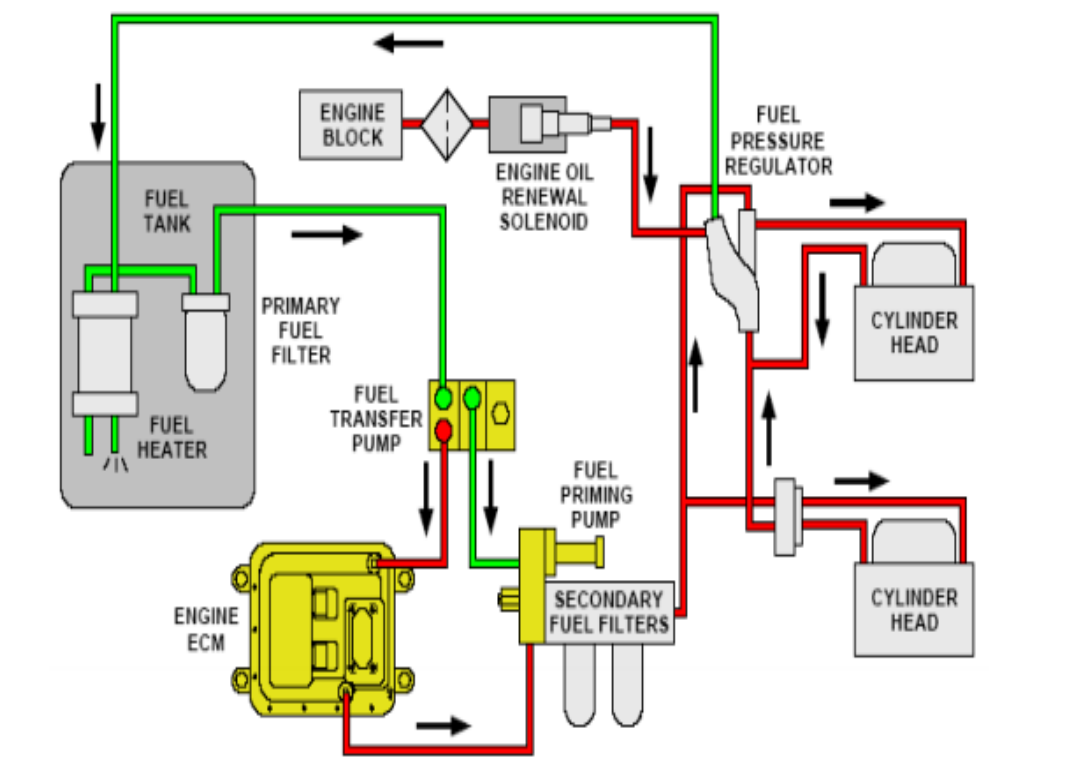 ENGINE
BLOCK
ENGINE OIL
RENEWAL
SOLENOID
FUEL
PRESSURE
REGULATOR
FUEL
TANK
PRIMARY
FUEL
FILTER
FUEL
HEATER
FUEL
TRANSFER
PUMP
CYLINDER
HEAD
FUEL
PRIMING
PUMP
ENGINE
ECM
SECONDARY
FUEL FILTERS
CYLINDER
HEAD